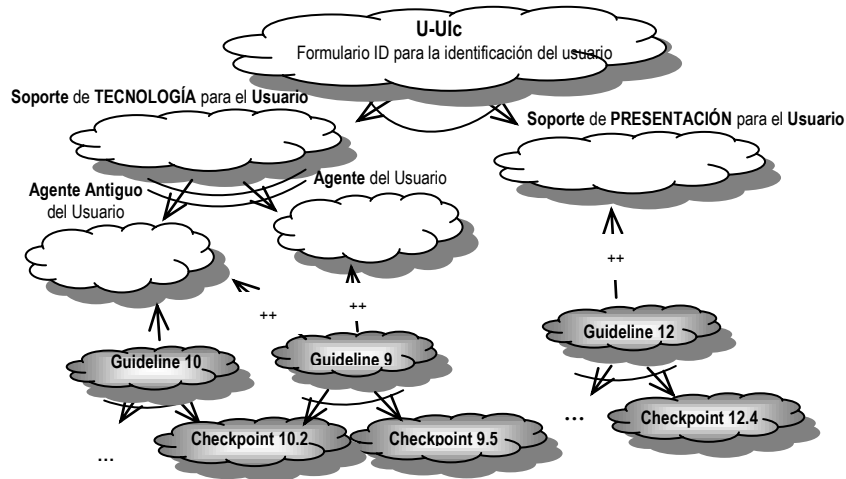 U-UIc
Formulario ID para la identificación del usuario
Soporte de TECNOLOGÍA para el Usuario
Soporte de PRESENTACIÓN para el Usuario
Agente Antiguo
del Usuario
Agente del Usuario
++
++
++
Guideline 10
Guideline 9
Guideline 12
...
Checkpoint 10.2
Checkpoint 9.5
...
Checkpoint 12.4